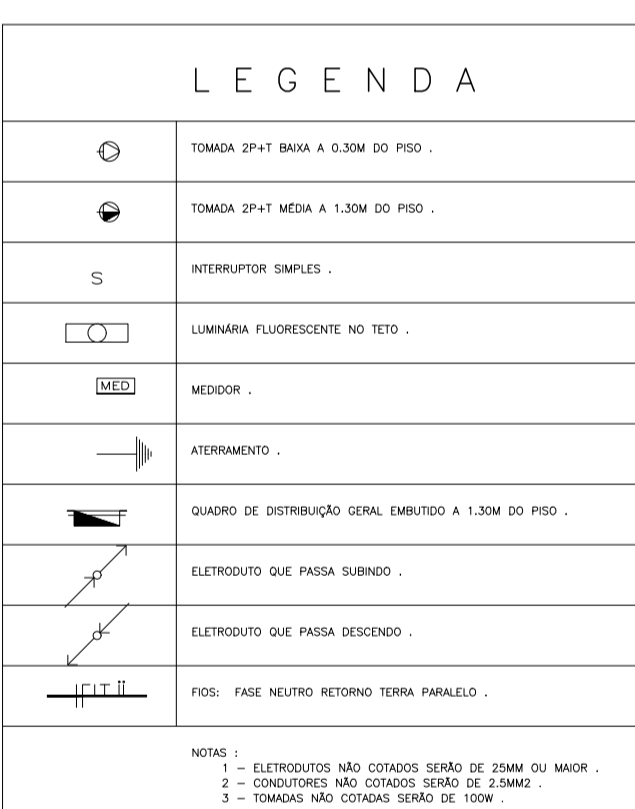 LEGENDA
TOMADA 2P+T BAIXA A 0.30M DO PISO .
TOMADA 2P+T MÉDIA A 1.30M DO PISO .
S
INTERRUPTOR SIMPLES .
LUMINÁRIA FLUORESCENTE NO TETO .
MED
MEDIDOR .
ATERRAMENTO .
QUADRO DE DISTRIBUIÇÃO GERAL EMBUTIDO A 1.30M DO PISO .
ELETRODUTO QUE PASSA SUBINDO .
ELETRODUTO QUE PASSA DESCENDO .
FIOS: FASE NEUTRO RETORNO TERRA PARALELO .
NOTAS :
1 – ELETRODUTOS NÃO COTADOS SERÃO DE 25MM OU MAIOR .
2 – CONDUTORES NÃO COTADOS SERÃO DE 2.5MM2 .
3 – TOMADAS NÃO COTADAS SERÃO DE 100W .